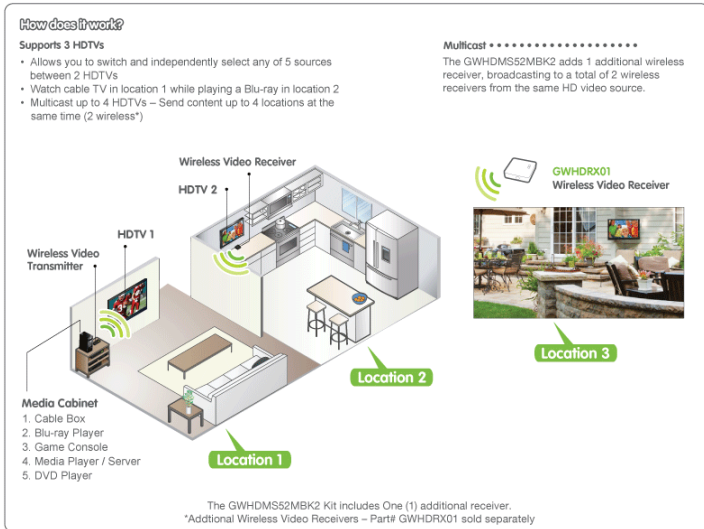 How does it work?
Supports 3 HDTVs
• Allows you to switch and independently select any of 5 sources
between 2 HDTVs
• Watch cable TV in location 1 while playing a Blu-ray in location 2
• Multicast up to 4 HDTVs – Send content up to 4 locations at the
same time (2 wireless*)
Multicast
The GWHDMS52MBK2 adds 1 additional wireless
receiver, broadcasting to a total of 2 wireless
receivers from the same HD video source.
Wireless Video Receiver
HDTV 2
HDTV 1
Wireless Video
Transmitter
GWHDRX01
Wireless Video Receiver
Location 3
Location 2
Location 1
Media Cabinet
1. Cable Box
2. Blu-ray Player
3. Game Console
4. Media Player / Server
5. DVD Player
The GWHDMS52MBK2 Kit includes One (1) additional receiver.
*Addtional Wireless Video Receivers – Part# GWHDRX01 sold separately